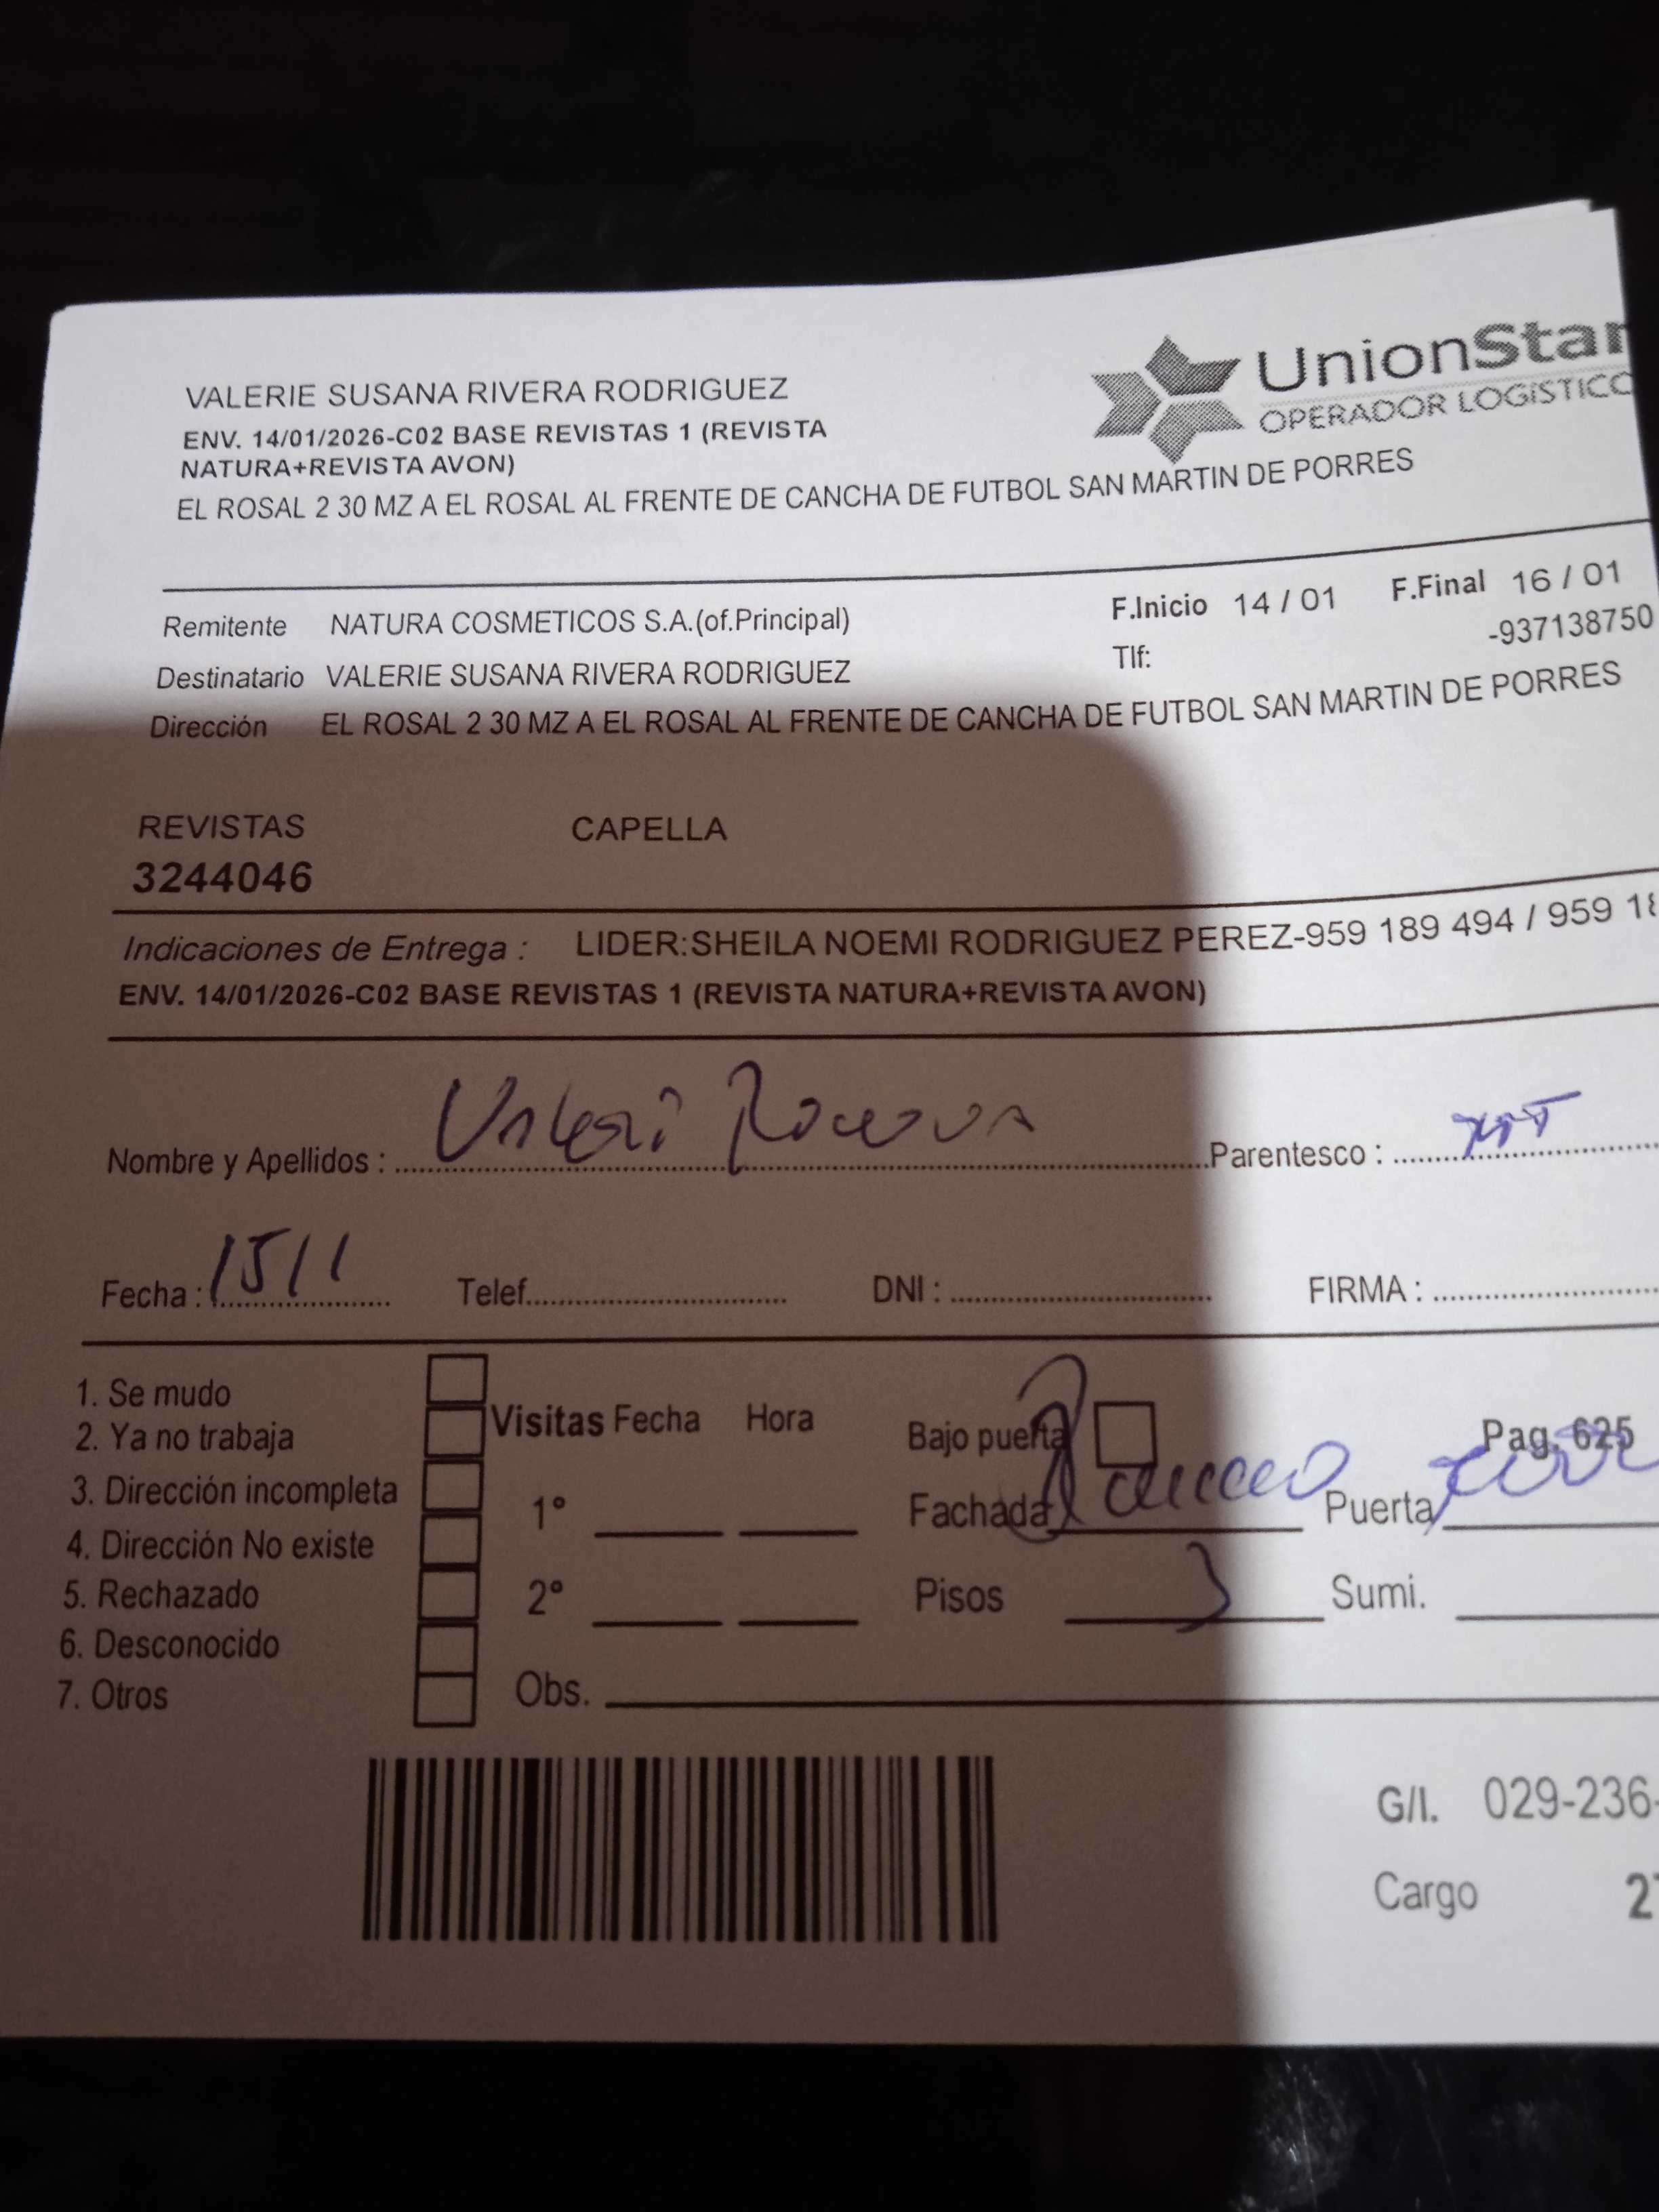 VALERIE SUSANA RIVERA RODRIGUEZ
ENV. 14/01/2026-C02 BASE REVISTAS 1 (REVISTA
NATURA+REVISTA AVON)
EL ROSAL 2 30 MZ A EL ROSAL AL FRENTE DE CANCHA DE FUTBOL SAN MARTIN DE PORRES
UnionStar
OPERADOR LOGISTICO
Remitente NATURA COSMETICOS S.A.(of.Principal)
F.Inicio 14 / 01 F.Final 16 / 01
Destinatario VALERIE SUSANA RIVERA RODRIGUEZ
Tlf: -937138750
Dirección EL ROSAL 2 30 MZ A EL ROSAL AL FRENTE DE CANCHA DE FUTBOL SAN MARTIN DE PORRES
REVISTAS CAPELLA
3244046
Indicaciones de Entrega : LIDER:SHEILA NOEMI RODRIGUEZ PEREZ-959 189 494 / 959 18
ENV. 14/01/2026-C02 BASE REVISTAS 1 (REVISTA NATURA+REVISTA AVON)
Nombre y Apellidos : Parentesco :
Fecha : 15/1 Telef. DNI : FIRMA :
1. Se mudo
2. Ya no trabaja
3. Dirección incompleta
4. Dirección No existe
5. Rechazado
6. Desconocido
7. Otros
Visitas Fecha Hora
1°
2°
Obs.
Bajo puerta Pag. 625
Fachada Puerta
Pisos 3 Sumi.
G/I. 029-236-
Cargo 2